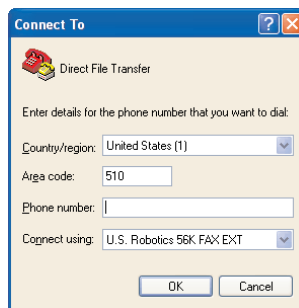 Connect To
Direct File Transfer
Enter details for the phone number that you want to dial:
Country/region: United States (1)
Area code: 510
Phone number:
Connect using: U.S. Robotics 56K FAX EXT
OK Cancel